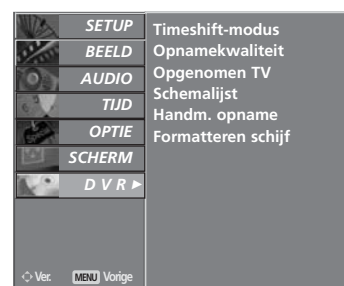 SETUP
BEELD
AUDIO
TIJD
OPTIE
SCHERM
D V R ►
Timeshift-modus
Opnamekwaliteit
Opgenomen TV
Schemalijst
Handm. opname
Formatteren schijf
Ver. MENU Vorige